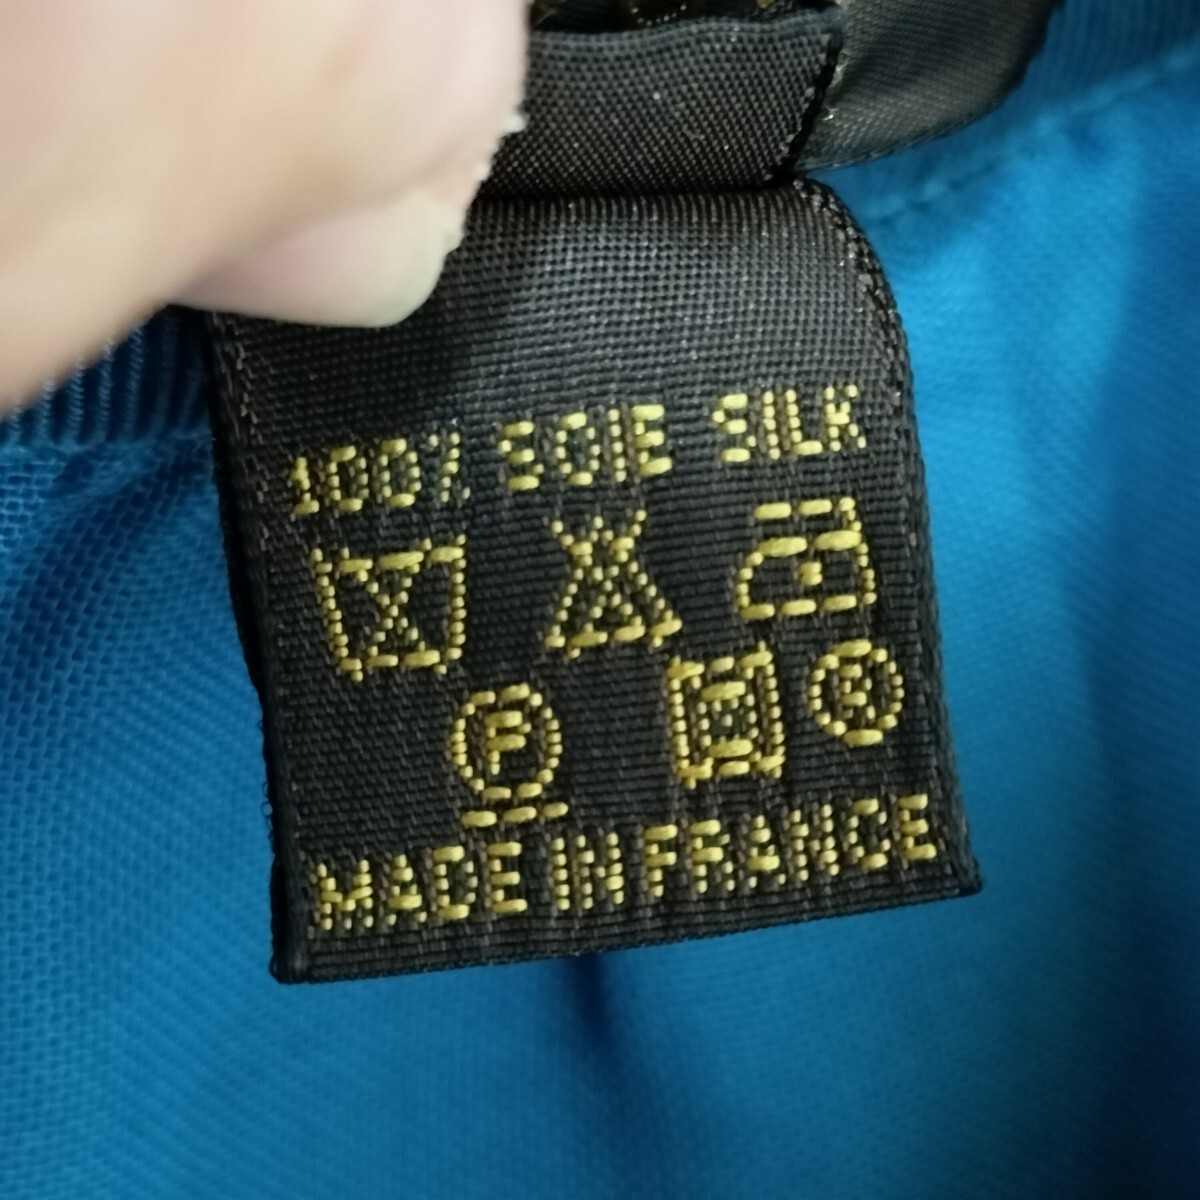 100% SOIE SILK
P
®
MADE IN FRANCE